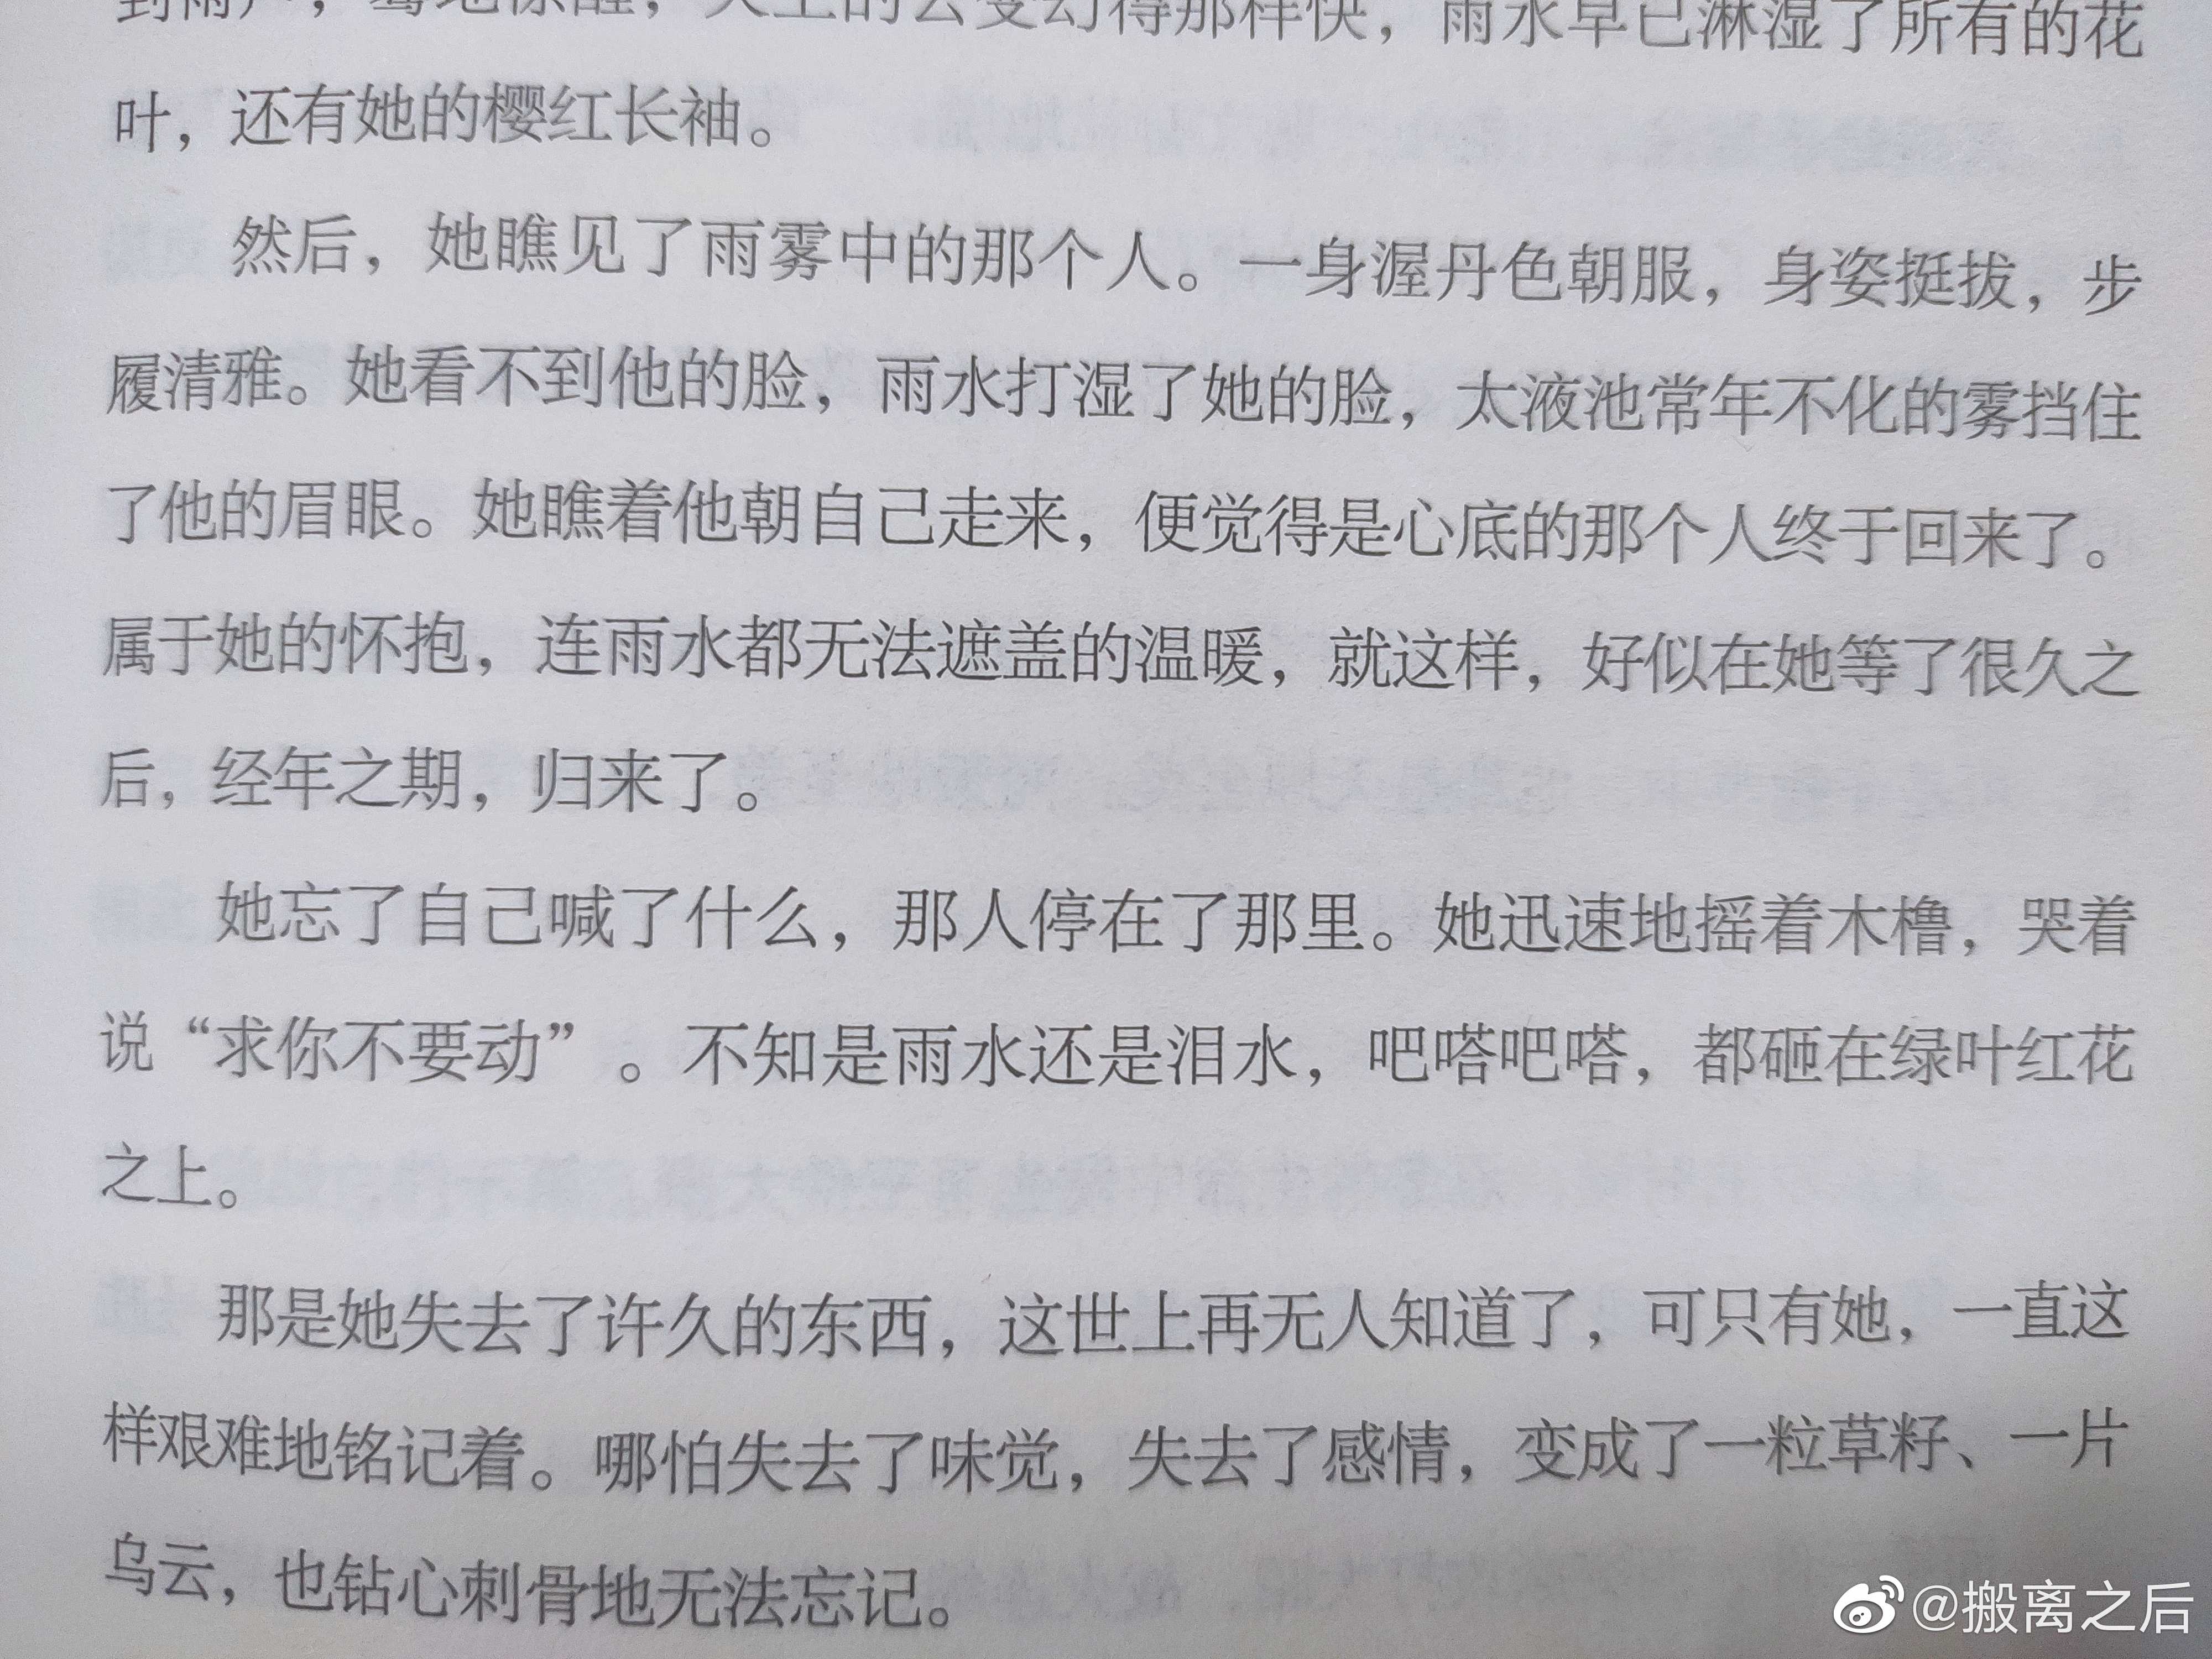 到雨声，蓦地惊醒，天上的云变幻得那样快，雨水早已淋湿了所有的花
叶，还有她的樱红长袖。
然后，她瞧见了雨雾中的那个人。一身渥丹色朝服，身姿挺拔，步
履清雅。她看不到他的脸，雨水打湿了她的脸，太液池常年不化的雾挡住
了他的眉眼。她瞧着他朝自己走来，便觉得是心底的那个人终于回来了。
属于她的怀抱，连雨水都无法遮盖的温暖，就这样，好似在她等了很久之
后，经年之期，归来了。
她忘了自己喊了什么，那人停在了那里。她迅速地摇着木橹，哭着
说“求你不要动”。不知是雨水还是泪水，吧嗒吧嗒，都砸在绿叶红花
之上。
那是她失去了许久的东西，这世上再无人知道了，可只有她，一直这
样艰难地铭记着。哪怕失去了味觉，失去了感情，变成了一粒草籽、一片
乌云，也钻心刺骨地无法忘记。
@搬离之后